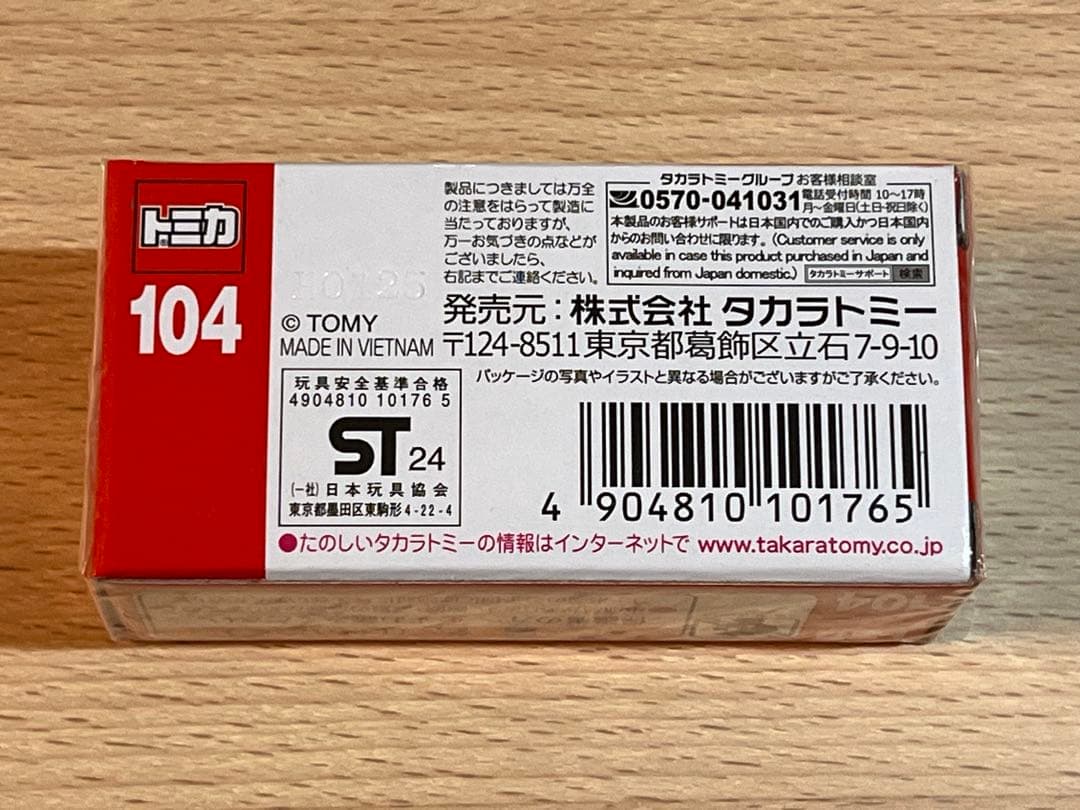 トミカ
104
H0125
© TOMY
MADE IN VIETNAM
製品につきましては万全
の注意をはらって製造に
当たっておりますが、
万一お気づきの点などが
ございましたら、
右記までご連絡ください。
タカラトミーグループ お客様相談室
0570-041031 電話受付時間 10〜17時
月〜金曜日(土日・祝日除く)
本製品のお客様サポートは日本国内でのご購入かつ日本国内
からのお問い合わせに限ります。(Customer service is only
available in case this product purchased in Japan and
inquired from Japan domestic.) タカラトミーサポート 検索
発売元:株式会社 タカラトミー
〒124-8511 東京都葛飾区立石7-9-10
パッケージの写真やイラストと異なる場合がございますがご了承ください。
玩具安全基準合格
4904810 10176 5
ST 24
(一社)日本玩具協会
東京都墨田区東駒形4-22-4
4 904810 101765
●たのしいタカラトミーの情報はインターネットで www.takaratomy.co.jp
104